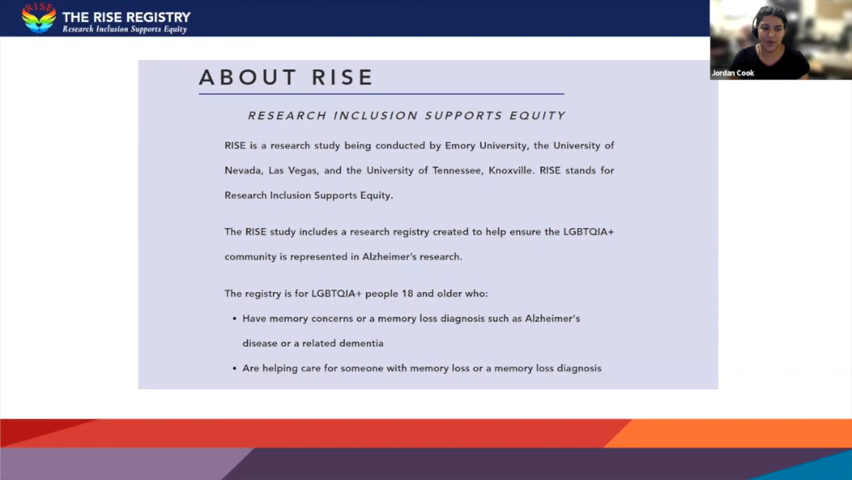 RISE
THE RISE REGISTRY
Research Inclusion Supports Equity
Jordan Cook
ABOUT RISE
RESEARCH INCLUSION SUPPORTS EQUITY
RISE is a research study being conducted by Emory University, the University of
Nevada, Las Vegas, and the University of Tennessee, Knoxville. RISE stands for
Research Inclusion Supports Equity.
The RISE study includes a research registry created to help ensure the LGBTQIA+
community is represented in Alzheimer's research.
The registry is for LGBTQIA+ people 18 and older who:
• Have memory concerns or a memory loss diagnosis such as Alzheimer's
disease or a related dementia
• Are helping care for someone with memory loss or a memory loss diagnosis